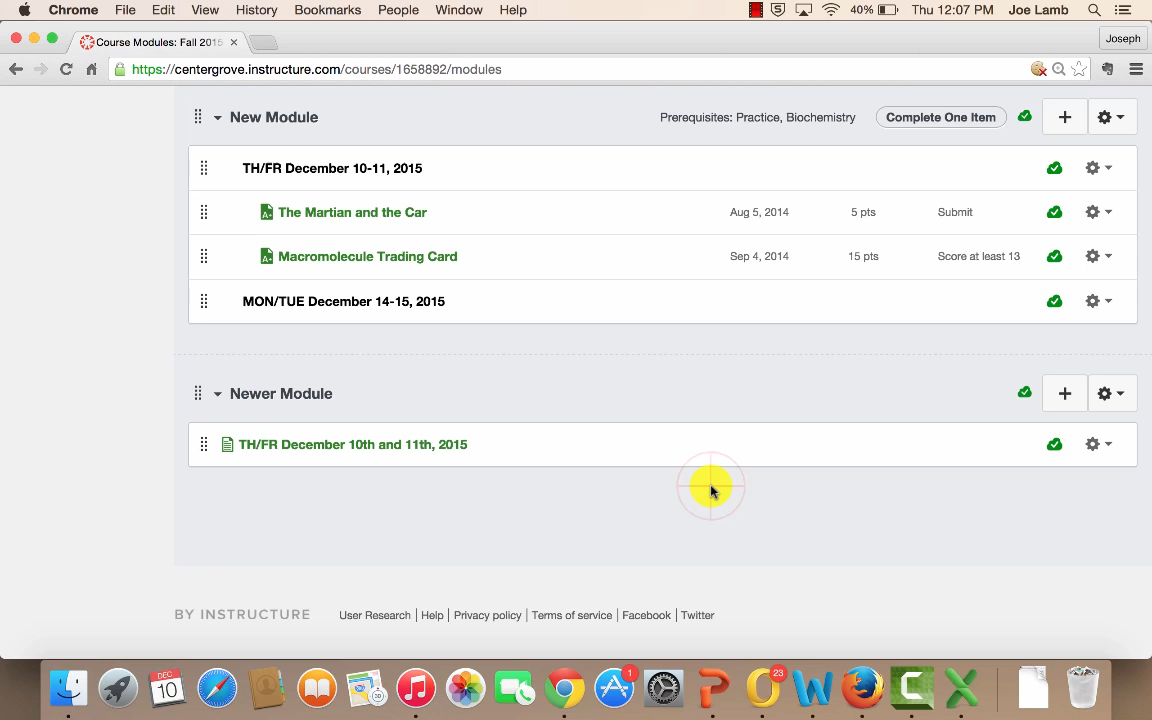 Chrome File Edit View History Bookmarks People Window Help 40% Thu 12:07 PM Joe Lamb
Course Modules: Fall 2015 Joseph
https://centergrove.instructure.com/courses/1658892/modules
New Module Prerequisites: Practice, Biochemistry Complete One Item
TH/FR December 10-11, 2015
The Martian and the Car Aug 5, 2014 5 pts Submit
Macromolecule Trading Card Sep 4, 2014 15 pts Score at least 13
MON/TUE December 14-15, 2015
Newer Module
TH/FR December 10th and 11th, 2015
BY INSTRUCTURE User Research Help Privacy policy Terms of service Facebook Twitter
DEC 1 23
10